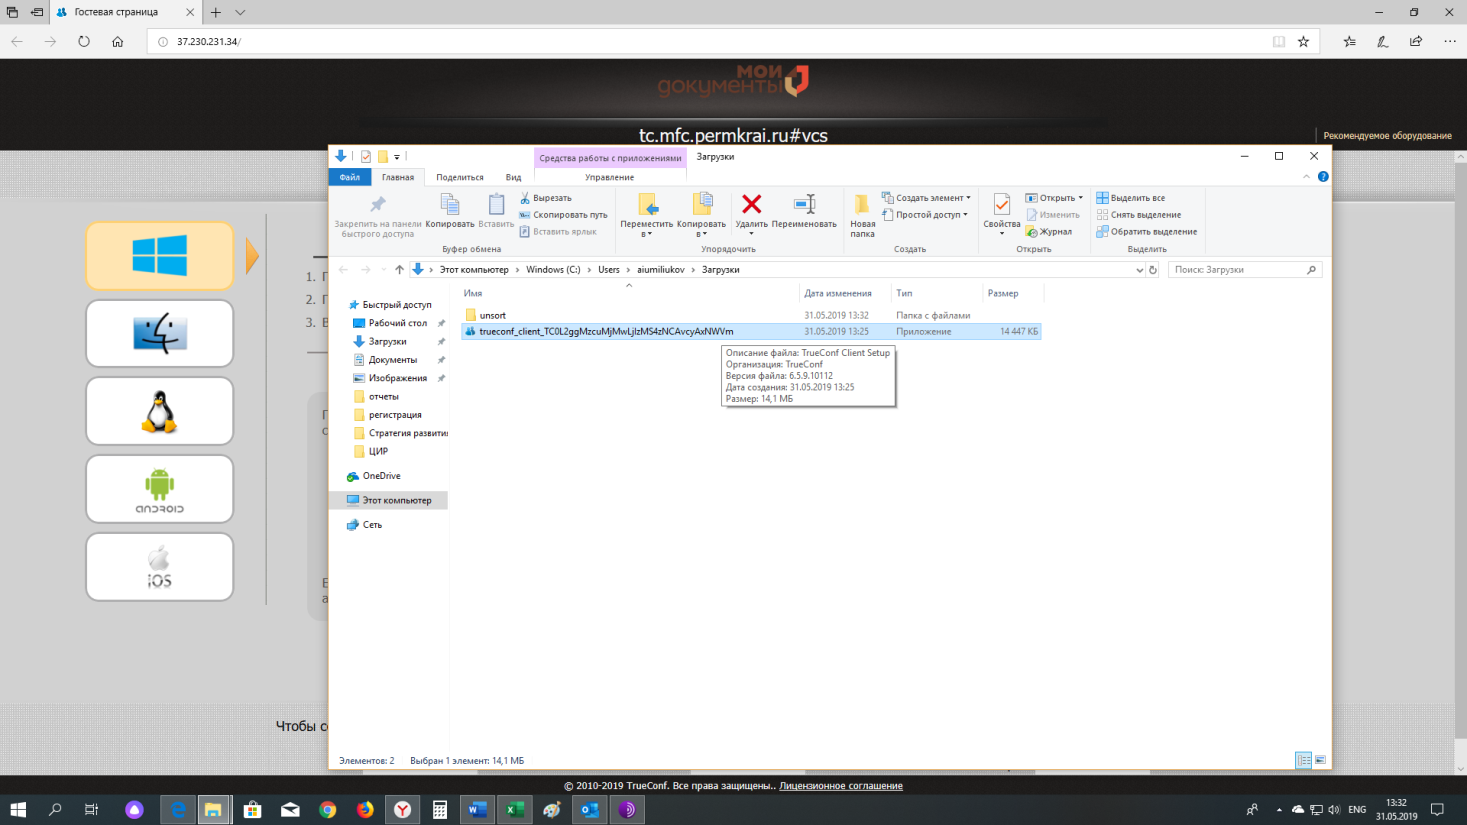 Гостевая страница
37.230.231.34/
мои
документы
tc.mfc.permkrai.ru#vcs
Рекомендуемое оборудование
Средства работы с приложениями
Загрузки
Файл
Главная
Поделиться
Вид
Управление
Закрепить на панели
быстрого доступа
Копировать
Вставить
Вырезать
Скопировать путь
Вставить ярлык
Буфер обмена
Переместить
в
Копировать
в
Удалить
Переименовать
Упорядочить
Новая
папка
Создать элемент
Простой доступ
Создать
Свойства
Открыть
Изменить
Журнал
Открыть
Выделить все
Снять выделение
Обратить выделение
Выделить
Этот компьютер > Windows (C:) > Users > aiumiliukov > Загрузки
Поиск: Загрузки
Имя
Дата изменения
Тип
Размер
unsort
31.05.2019 13:32
Папка с файлами
31.05.2019 13:25
Приложение
14 447 КБ
Описание файла: TrueConf Client Setup
Организация: TrueConf
Версия файла: 6.5.9.10112
Дата создания: 31.05.2019 13:25
Размер: 14,1 МБ
Быстрый доступ
Рабочий стол
Загрузки
Документы
Изображения
отчеты
регистрация
Стратегия развити
ЦИР
OneDrive
Этот компьютер
Сеть
1.
2.
3.
android
iOS
Чтобы
Элементов: 2
Выбран 1 элемент: 14,1 МБ
© 2010-2019 TrueConf. Все права защищены.. Лицензионное соглашение
ENG
13:32
31.05.2019